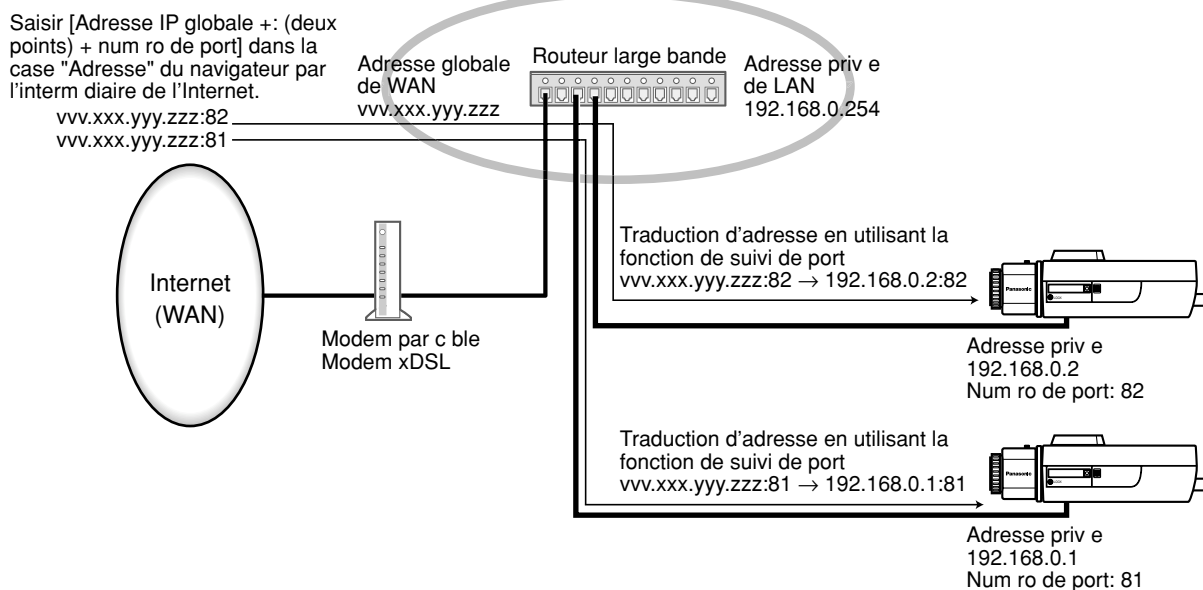 Saisir [Adresse IP globale +: (deux
points) + num ro de port] dans la
case "Adresse" du navigateur par
l'interm diaire de l'Internet.
vvv.xxx.yyy.zzz:82
vvv.xxx.yyy.zzz:81
Adresse globale
de WAN
vvv.xxx.yyy.zzz
Routeur large bande
Adresse priv e
de LAN
192.168.0.254
Internet
(WAN)
Modem par c ble
Modem xDSL
Traduction d'adresse en utilisant la
fonction de suivi de port
vvv.xxx.yyy.zzz:82 → 192.168.0.2:82
Panasonic
Adresse priv e
192.168.0.2
Num ro de port: 82
Traduction d'adresse en utilisant la
fonction de suivi de port
vvv.xxx.yyy.zzz:81 → 192.168.0.1:81
Panasonic
Adresse priv e
192.168.0.1
Num ro de port: 81